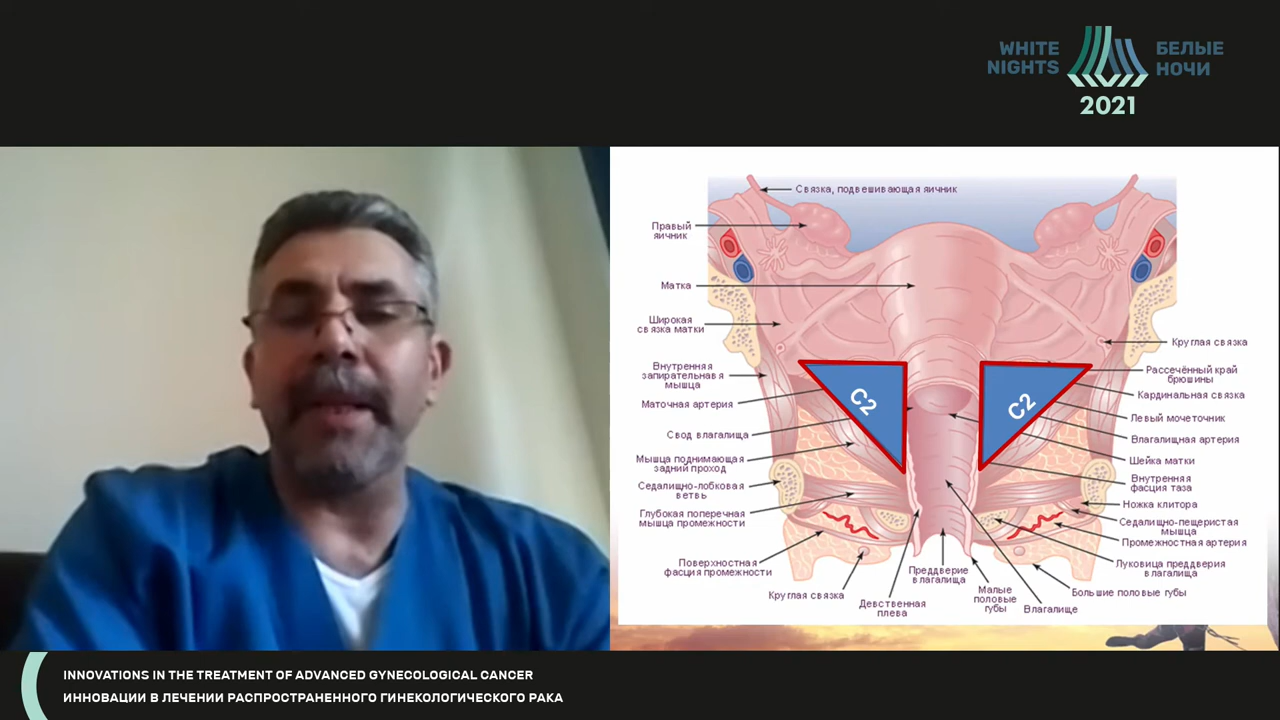 WHITE
NIGHTS
БЕЛЫЕ
НОЧИ
2021
Связка, подвешивающая яичник
Правый
яичник
Матка
Широкая
связка матки
Внутренняя
запирательная
мышца
Маточная артерия
Свод влагалища
Мышца поднимающая
задний проход
Седалищно-лобковая
ветвь
Глубокая поперечная
мышца промежности
Поверхностная
фасция промежности
Круглая связка
Девственная
плева
Преддверие
влагалища
Малые
половые
губы
Влагалище
Большие половые губы
Круглая связка
Рассечённый край
брюшины
Кардинальная связка
Левый мочеточник
Влагалищная артерия
Шейка матки
Внутренняя
фасция таза
Ножка клитора
Седалищно-пещеристая
мышца
Промежностная артерия
Луковица преддверия
влагалища
C2
C2
INNOVATIONS IN THE TREATMENT OF ADVANCED GYNECOLOGICAL CANCER
ИННОВАЦИИ В ЛЕЧЕНИИ РАСПРОСТРАНЕННОГО ГИНЕКОЛОГИЧЕСКОГО РАКА